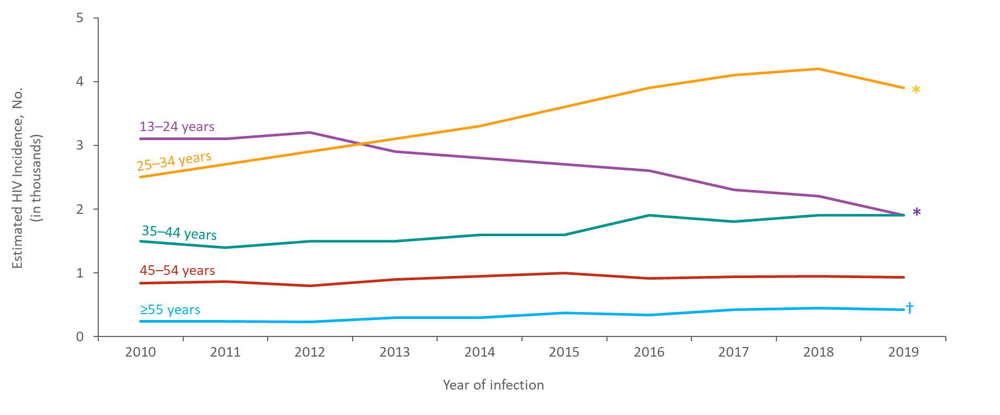 5
4
3
2
1
0
Estimated HIV Incidence, No.
(in thousands)
13–24 years
25–34 years
35–44 years
45–54 years
≥55 years
*
*
†
2010 2011 2012 2013 2014 2015 2016 2017 2018 2019
Year of infection